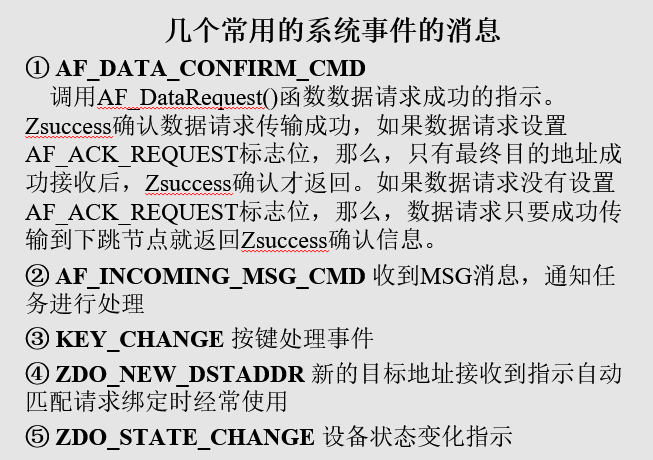 几个常用的系统事件的消息
① AF_DATA_CONFIRM_CMD
调用AF_DataRequest()函数数据请求成功的指示。
Zsuccess确认数据请求传输成功，如果数据请求设置
AF_ACK_REQUEST标志位，那么，只有最终目的地址成
功接收后，Zsuccess确认才返回。如果数据请求没有设置
AF_ACK_REQUEST标志位，那么，数据请求只要成功传
输到下跳节点就返回Zsuccess确认信息。
② AF_INCOMING_MSG_CMD 收到MSG消息，通知任
务进行处理
③ KEY_CHANGE 按键处理事件
④ ZDO_NEW_DSTADDR 新的目标地址接收到指示自动
匹配请求绑定时经常使用
⑤ ZDO_STATE_CHANGE 设备状态变化指示